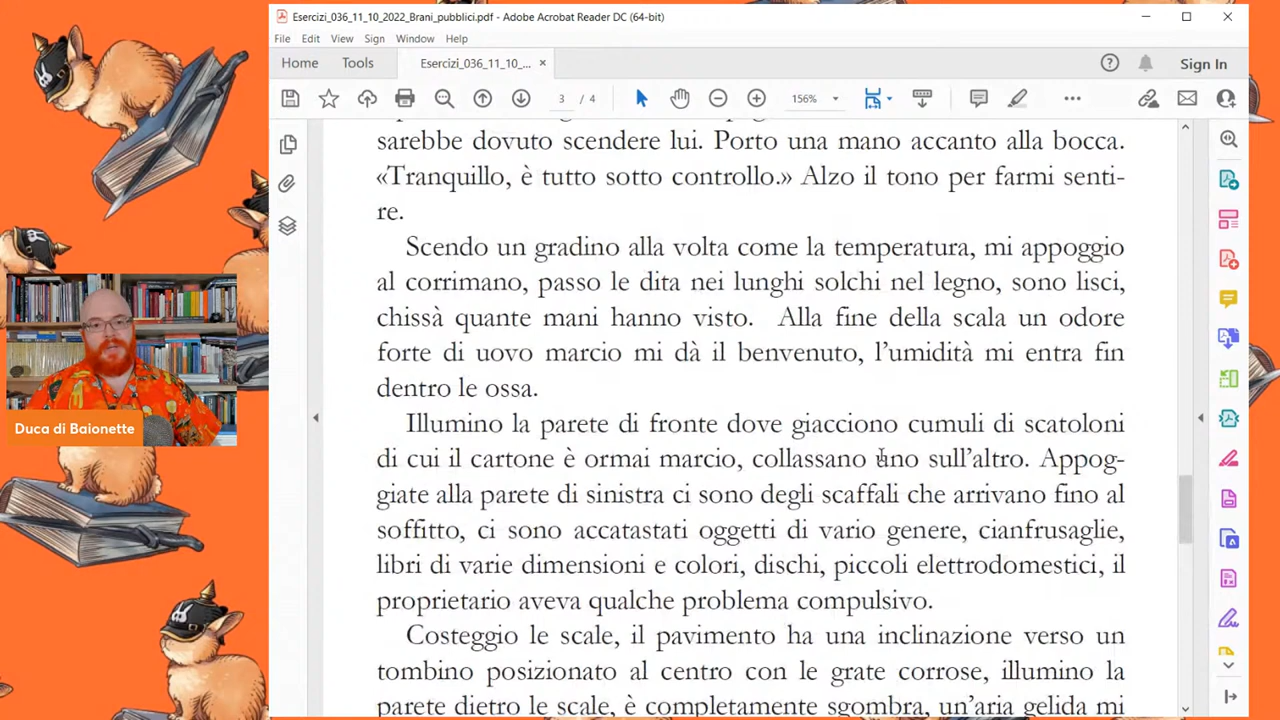 Esercizi_036_11_10_2022_Brani_pubblici.pdf - Adobe Acrobat Reader DC (64-bit)
File Edit View Sign Window Help
Home Tools Esercizi_036_11_10_... Sign In
3 / 4 156%
sarebbe dovuto scendere lui. Porto una mano accanto alla bocca.
«Tranquillo, è tutto sotto controllo.» Alzo il tono per farmi senti-
re.
Scendo un gradino alla volta come la temperatura, mi appoggio
al corrimano, passo le dita nei lunghi solchi nel legno, sono lisci,
chissà quante mani hanno visto. Alla fine della scala un odore
forte di uovo marcio mi dà il benvenuto, l'umidità mi entra fin
dentro le ossa.
Illumino la parete di fronte dove giacciono cumuli di scatoloni
di cui il cartone è ormai marcio, collassano uno sull'altro. Appog-
giate alla parete di sinistra ci sono degli scaffali che arrivano fino al
soffitto, ci sono accatastati oggetti di vario genere, cianfrusaglie,
libri di varie dimensioni e colori, dischi, piccoli elettrodomestici, il
proprietario aveva qualche problema compulsivo.
Costeggio le scale, il pavimento ha una inclinazione verso un
tombino posizionato al centro con le grate corrose, illumino la
parete dietro le scale, è completamente sgombra, un'aria gelida mi
Duca di Baionette